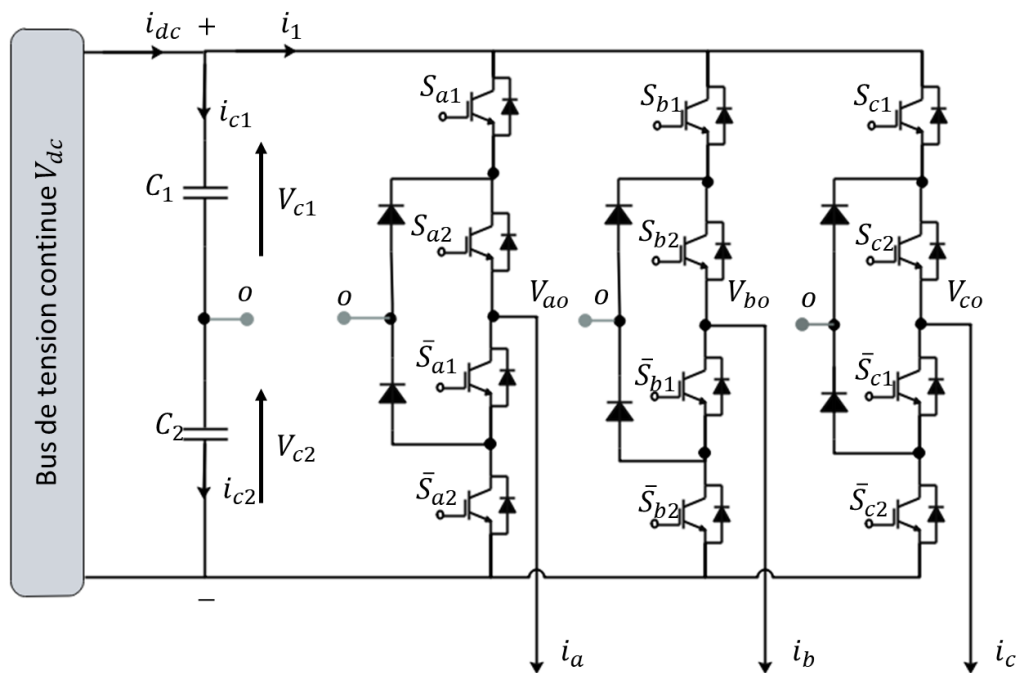 Bus de tension continue V_dc
i_dc + i_1
i_c1
C_1
V_c1
o
C_2
V_c2
i_c2
−
S_a1
S_a2
o
V_ao
S̄_a1
S̄_a2
i_a
S_b1
S_b2
o
V_bo
S̄_b1
S̄_b2
i_b
S_c1
S_c2
o
V_co
S̄_c1
S̄_c2
i_c